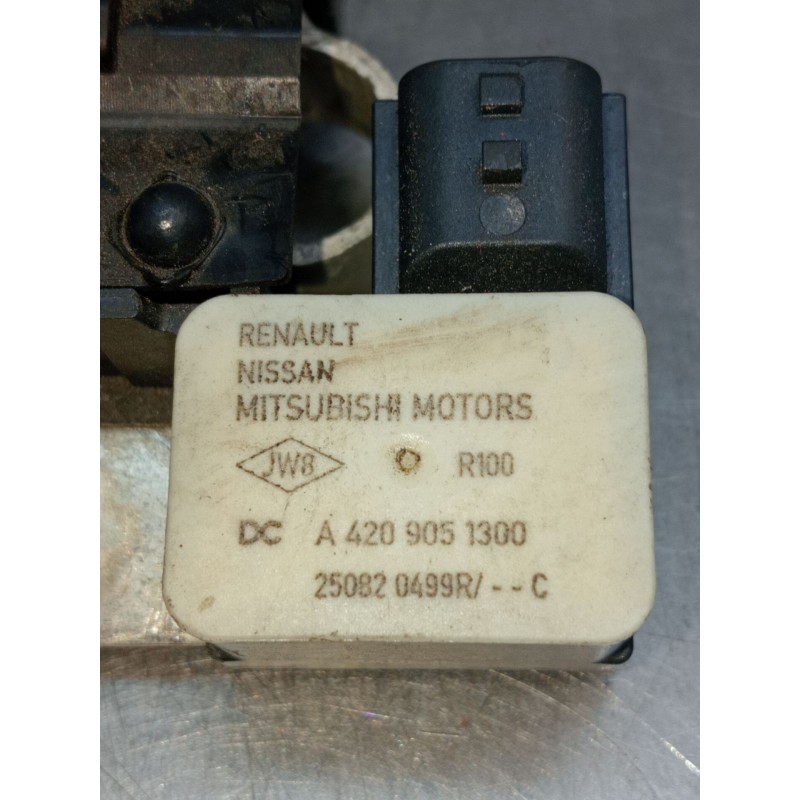 RENAULT
NISSAN
MITSUBISHI MOTORS
JW8 R100
DC A 420 905 1300
25082 0499R/--C